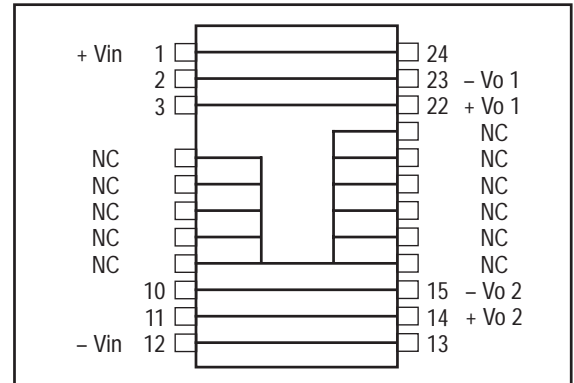 + Vin 1 24
2 23 – Vo 1
3 22 + Vo 1
NC
NC NC
NC NC
NC NC
NC NC
NC NC
10 15 – Vo 2
11 14 + Vo 2
– Vin 12 13